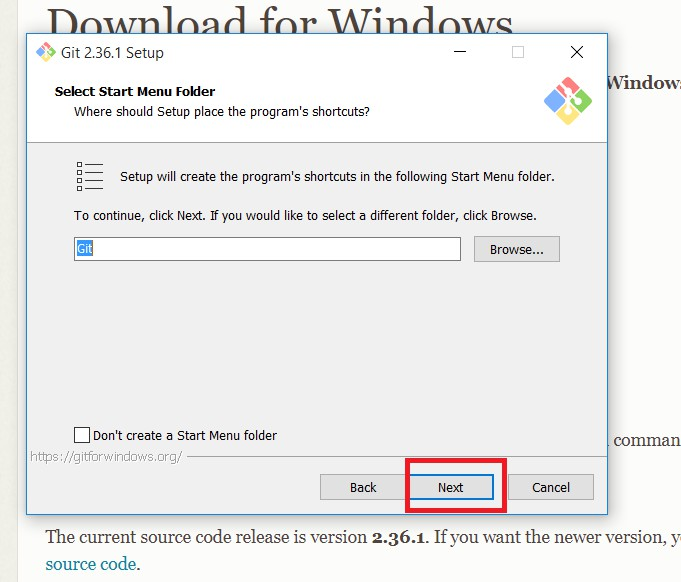 Download for Windows
Git 2.36.1 Setup
Windows
Select Start Menu Folder
Where should Setup place the program's shortcuts?
Setup will create the program's shortcuts in the following Start Menu folder.
To continue, click Next. If you would like to select a different folder, click Browse.
Git
Browse...
Don't create a Start Menu folder
command
https://gitforwindows.org/
Back
Next
Cancel
The current source code release is version 2.36.1. If you want the newer version,
source code.